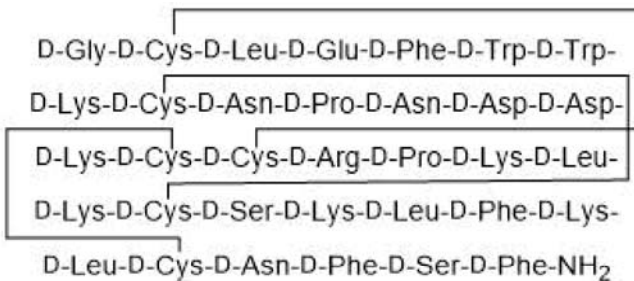 D-Gly-D-Cys-D-Leu-D-Glu-D-Phe-D-Trp-D-Trp-
D-Lys-D-Cys-D-Asn-D-Pro-D-Asn-D-Asp-D-Asp-
D-Lys-D-Cys-D-Cys-D-Arg-D-Pro-D-Lys-D-Leu-
D-Lys-D-Cys-D-Ser-D-Lys-D-Leu-D-Phe-D-Lys-
D-Leu-D-Cys-D-Asn-D-Phe-D-Ser-D-Phe-NH₂